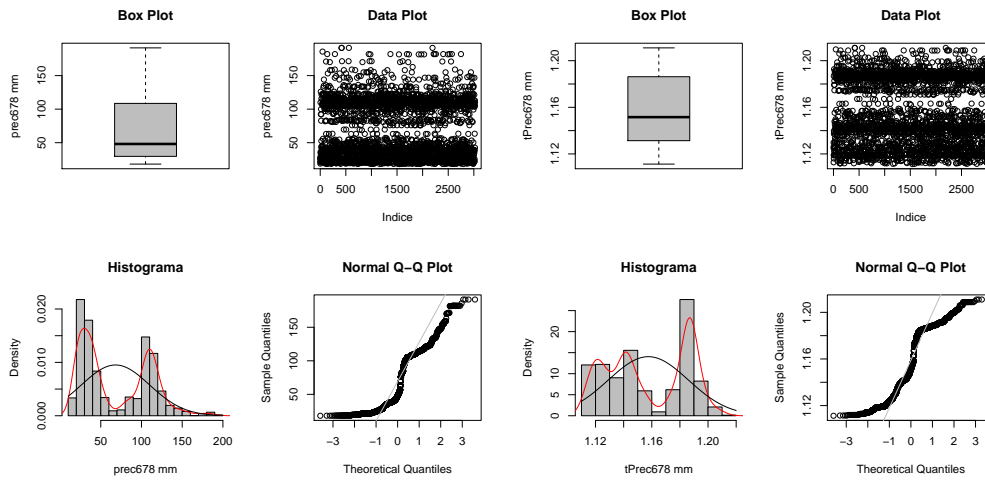 Box Plot
prec678 mm
50
100
150
Data Plot
prec678 mm
50
100
150
0
500
1500
2500
Indice
Box Plot
tPrec678 mm
1.12
1.16
1.20
Data Plot
tPrec678 mm
1.12
1.16
1.20
0
500
1500
2500
Indice
Histograma
Density
0.000
0.010
0.020
50
100
150
200
prec678 mm
Normal Q−Q Plot
Sample Quantiles
50
100
150
−3
−1
0
1
2
3
Theoretical Quantiles
Histograma
Density
0
5
10
20
1.12
1.16
1.20
tPrec678 mm
Normal Q−Q Plot
Sample Quantiles
1.12
1.16
1.20
−3
−1
0
1
2
3
Theoretical Quantiles